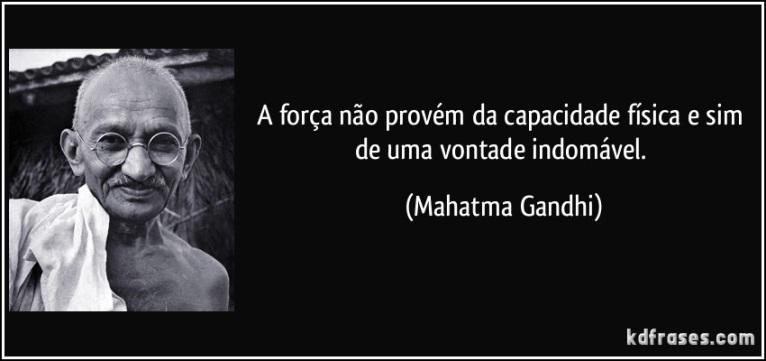 A força não provém da capacidade física e sim
de uma vontade indomável.
(Mahatma Gandhi)
kdfrases.com